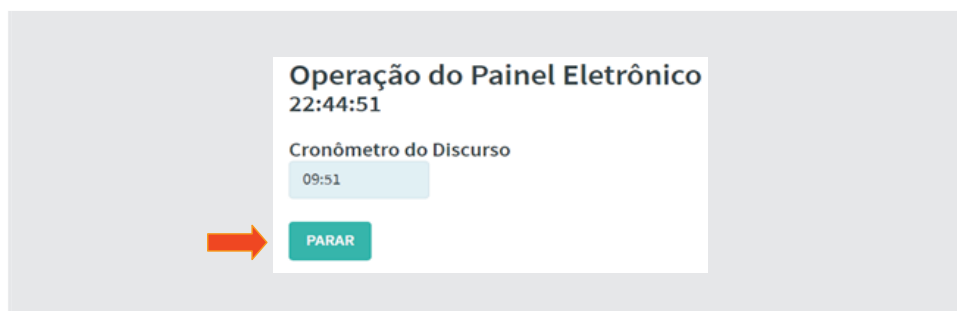 Operação do Painel Eletrônico
22:44:51
Cronômetro do Discurso
09:51
PARAR